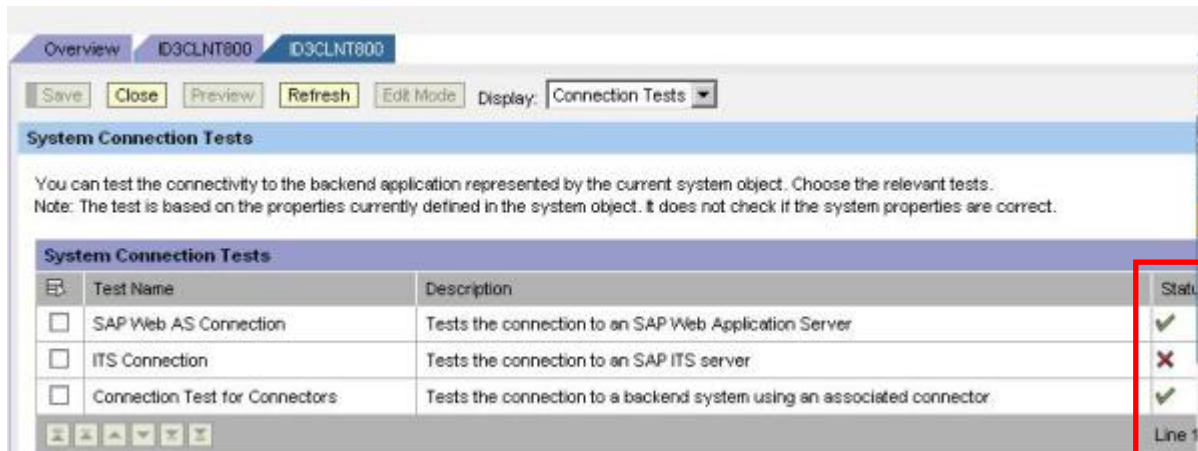 Overview ID3CLNT800 ID3CLNT800
Save Close Preview Refresh Edit Mode Display: Connection Tests
System Connection Tests
You can test the connectivity to the backend application represented by the current system object. Choose the relevant tests.
Note: The test is based on the properties currently defined in the system object. It does not check if the system properties are correct.
System Connection Tests
Test Name Description Statu
SAP Web AS Connection Tests the connection to an SAP Web Application Server
ITS Connection Tests the connection to an SAP ITS server
Connection Test for Connectors Tests the connection to a backend system using an associated connector
Line 1